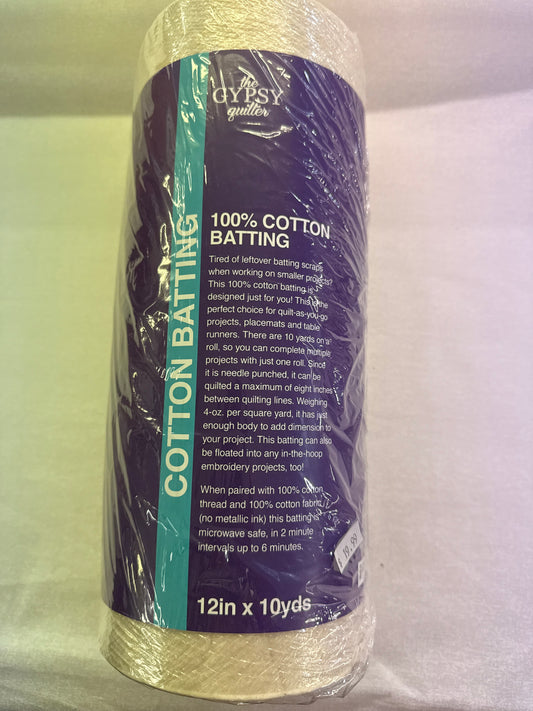 the
GYPSY
quilter
COTTON BATTING
100% COTTON
BATTING
Tired of leftover batting scraps
when working on smaller projects?
This 100% cotton batting is
designed just for you! This is the
perfect choice for quilt-as-you-go
projects, placemats and table
runners. There are 10 yards on a
roll, so you can complete multiple
projects with just one roll. Since
it is needle punched, it can be
quilted a maximum of eight inches
between quilting lines. Weighing
4-oz. per square yard, it has just
enough body to add dimension to
your project. This batting can also
be floated into any in-the-hoop
embroidery projects, too!
When paired with 100% cotton
thread and 100% cotton fabric
(no metallic ink) this batting is
microwave safe, in 2 minute
intervals up to 6 minutes.
$ 19.99
12in x 10yds